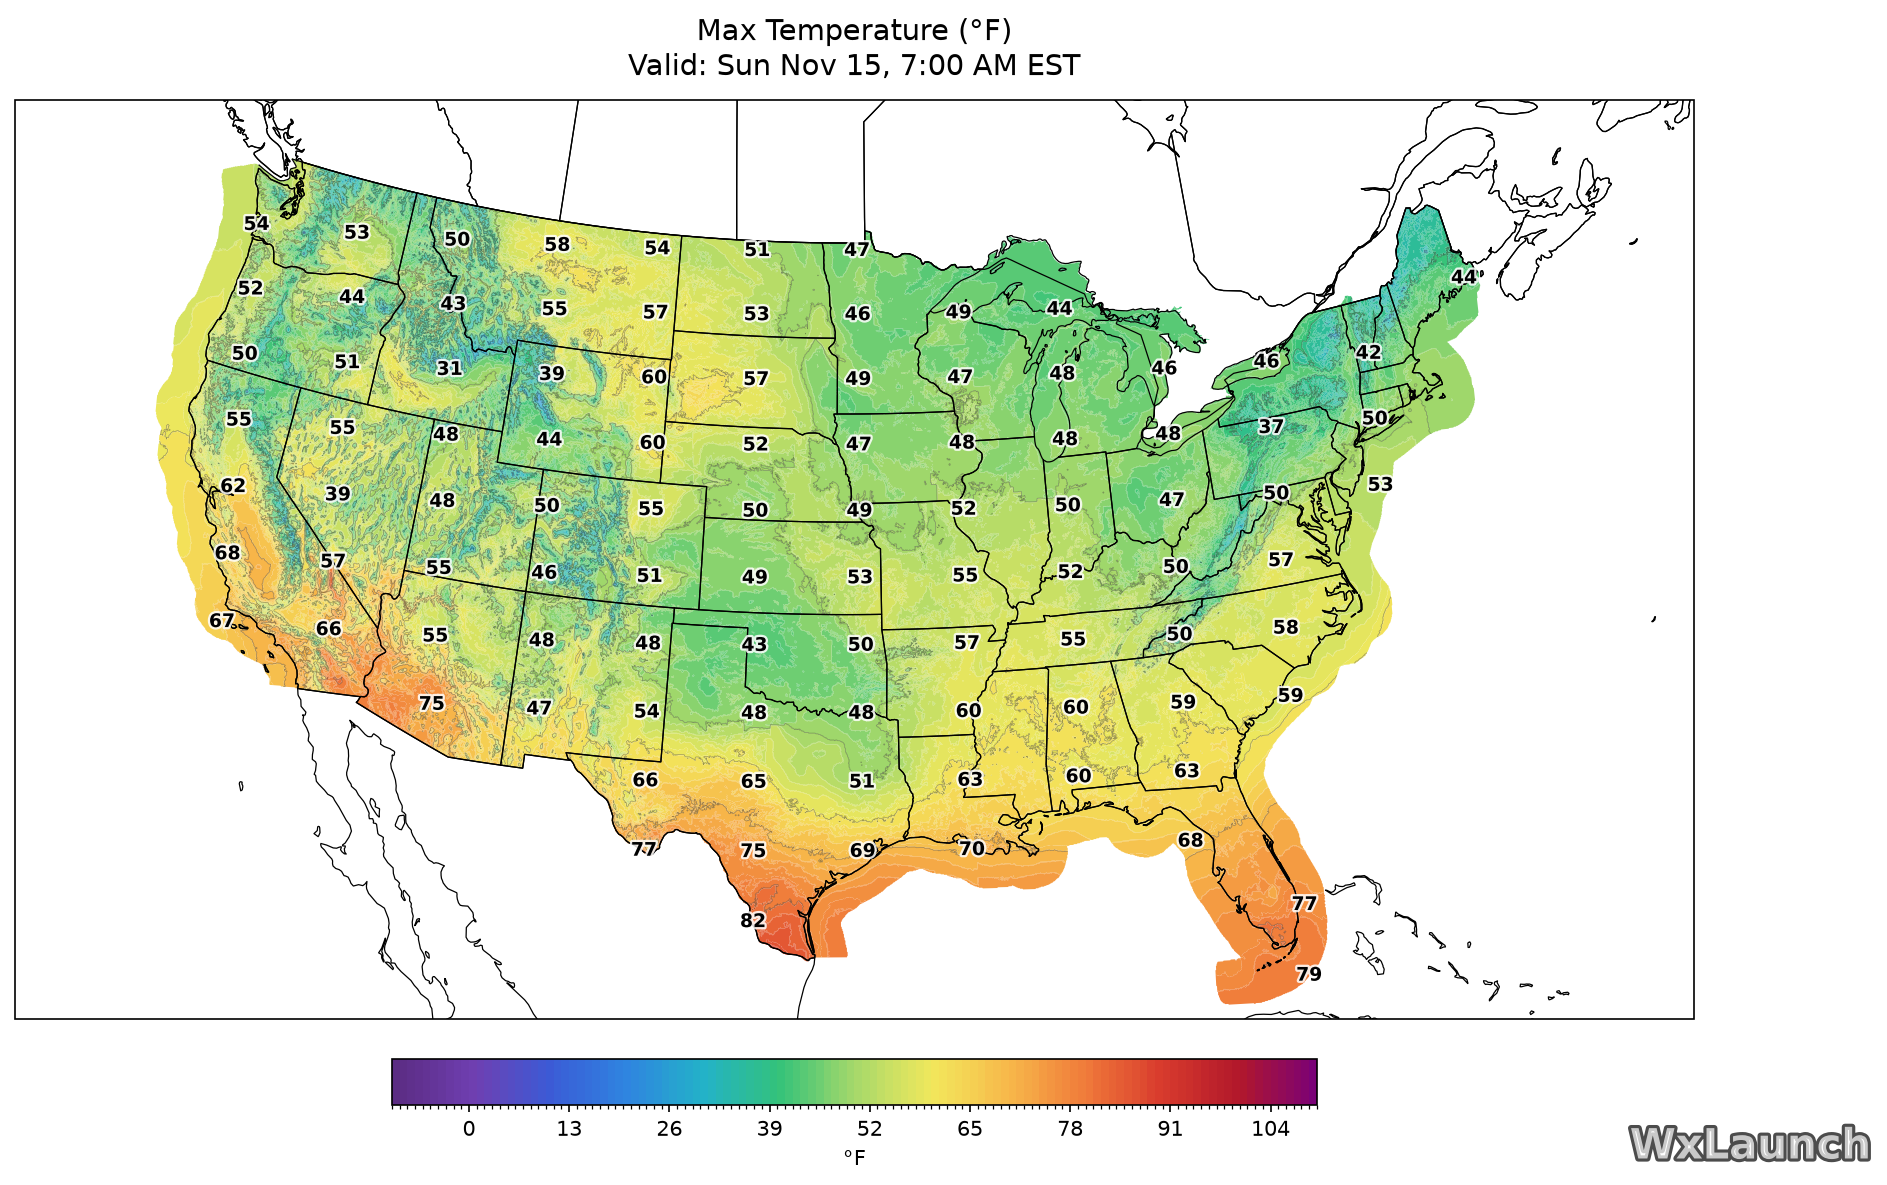 Max Temperature (°F)
Valid: Sun Nov 15, 7:00 AM EST
54 53 50 58 54 51 47
52 44 43 55 57 53 46 49 44 44
50 51 31 39 60 57 49 47 48 46 46 42
55 55 48 44 60 52 47 48 48 48 37 50
62 39 48 50 55 50 49 52 50 47 50 53
68 57 55 46 51 49 53 55 52 50 57
67 66 55 48 48 43 50 57 55 50 58
75 47 54 48 48 60 60 59 59
66 65 51 63 60 63
77 75 69 70 68
82 77
79
0 13 26 39 52 65 78 91 104
°F
WxLaunch